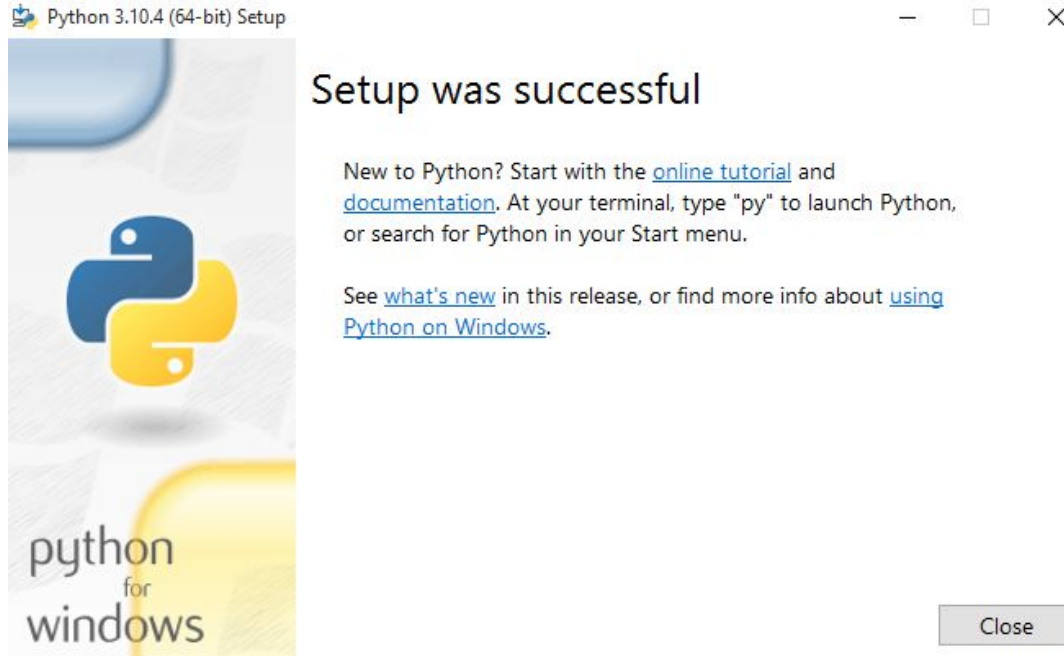 Python 3.10.4 (64-bit) Setup
Setup was successful
New to Python? Start with the online tutorial and
documentation. At your terminal, type "py" to launch Python,
or search for Python in your Start menu.
See what's new in this release, or find more info about using
Python on Windows.
python
for
windows
Close